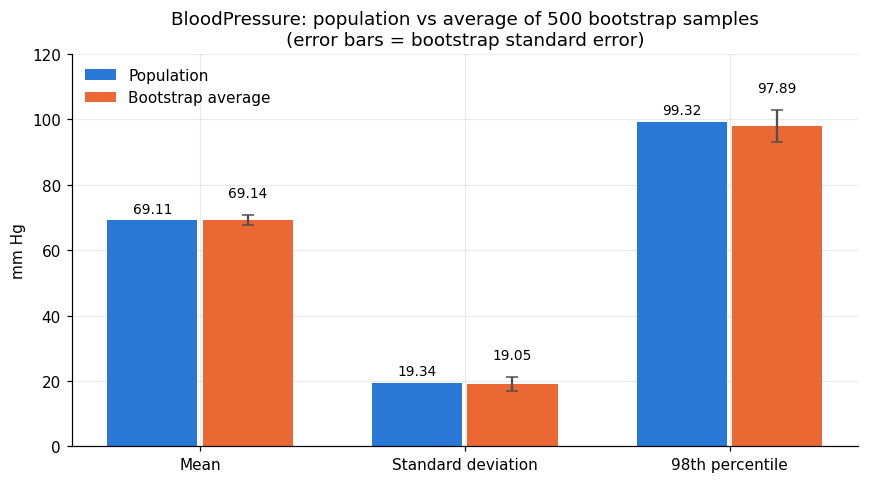 BloodPressure: population vs average of 500 bootstrap samples
(error bars = bootstrap standard error)
Population
Bootstrap average
mm Hg
120
100
80
60
40
20
0
69.11
69.14
19.34
19.05
99.32
97.89
Mean
Standard deviation
98th percentile